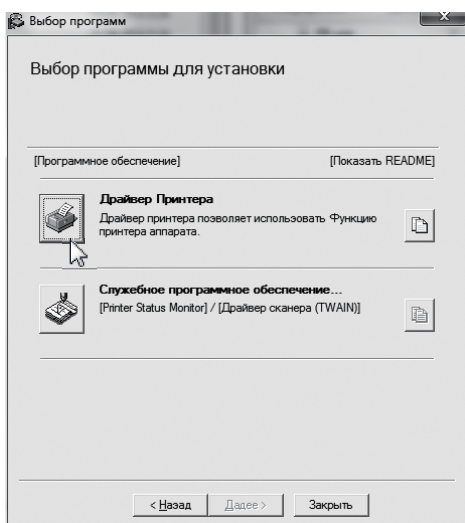 Выбор программ
Выбор программы для установки
[Программное обеспечение] [Показать README]
Драйвер Принтера
Драйвер принтера позволяет использовать Функцию
принтера аппарата.
Служебное программное обеспечение...
[Printer Status Monitor] / [Драйвер сканера (TWAIN)]
< Назад Далее > Закрыть